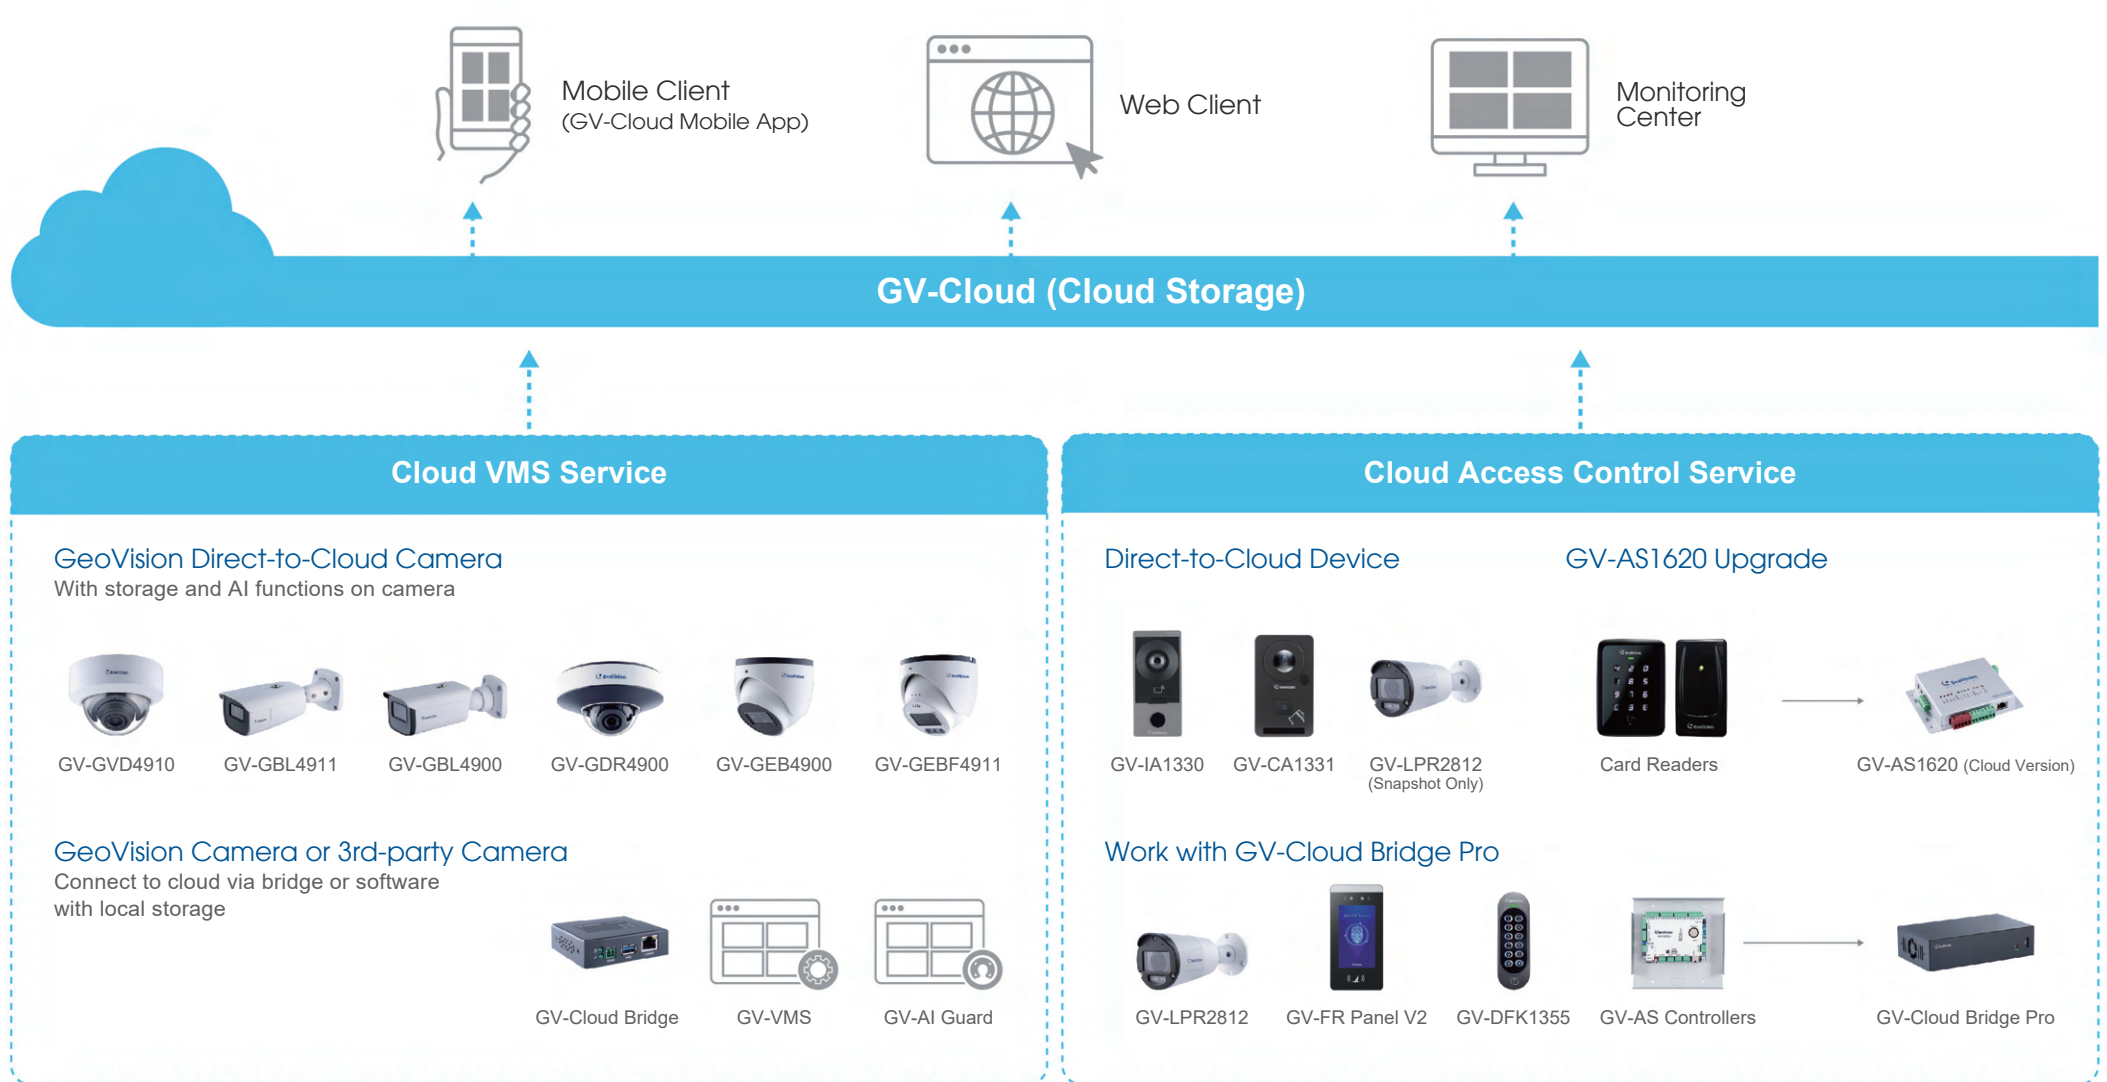 Mobile Client
(GV-Cloud Mobile App)
Web Client
Monitoring
Center
GV-Cloud (Cloud Storage)
Cloud VMS Service
GeoVision Direct-to-Cloud Camera
With storage and AI functions on camera
GV-GVD4910
GV-GBL4911
GV-GBL4900
GV-GDR4900
GV-GEB4900
GV-GEBF4911
GeoVision Camera or 3rd-party Camera
Connect to cloud via bridge or software
with local storage
GV-Cloud Bridge
GV-VMS
GV-AI Guard
Cloud Access Control Service
Direct-to-Cloud Device
GV-IA1330
GV-CA1331
GV-LPR2812
(Snapshot Only)
GV-AS1620 Upgrade
Card Readers
GV-AS1620 (Cloud Version)
Work with GV-Cloud Bridge Pro
GV-LPR2812
GV-FR Panel V2
GV-DFK1355
GV-AS Controllers
GV-Cloud Bridge Pro